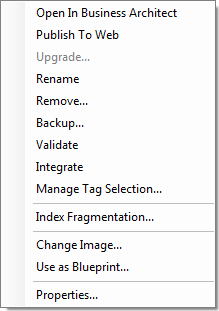 Open In Business Architect
Publish To Web
Upgrade...
Rename
Remove...
Backup...
Validate
Integrate
Manage Tag Selection...
Index Fragmentation...
Change Image...
Use as Blueprint...
Properties...